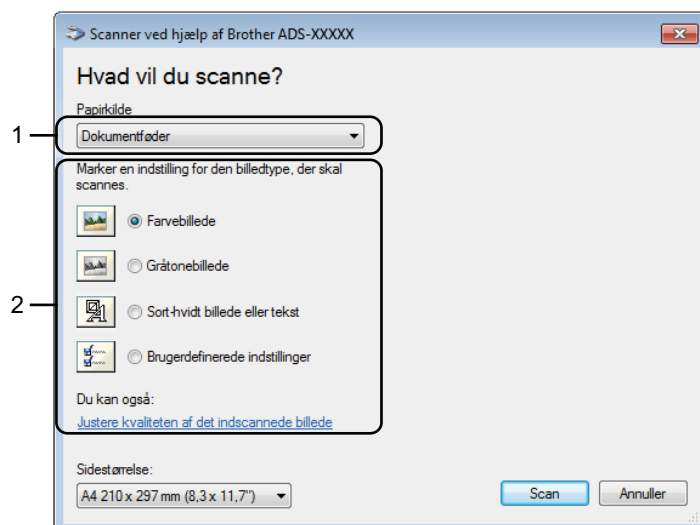 Scanner ved hjælp af Brother ADS-XXXXX
Hvad vil du scanne?
Papirkilde
1
Dokumentføder
Marker en indstilling for den billedtype, der skal
scannes.
Farvebillede
Gråtonebillede
2
Sort-hvidt billede eller tekst
Brugerdefinerede indstillinger
Du kan også:
Justere kvaliteten af det indscannede billede
Sidestørrelse:
A4 210 x 297 mm (8,3 x 11,7")
Scan
Annuller